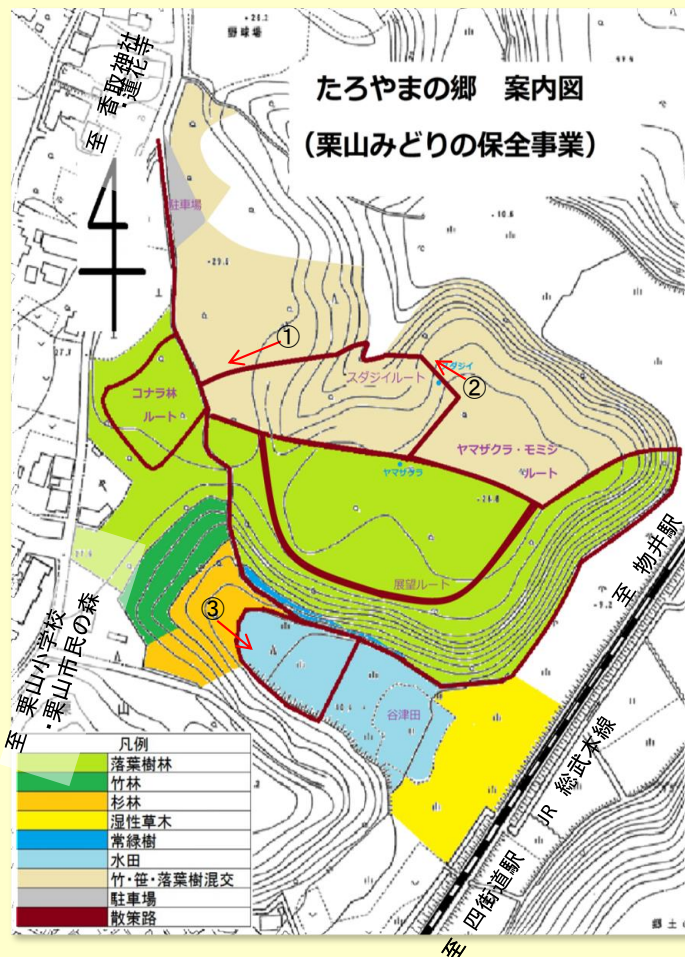 野球場
たろやまの郷 案内図
(栗山みどりの保全事業)
至 香取神社
・蓮花寺
駐車場
①
スダジイルート
ダジイ
②
コナラ林
ルート
ヤマザクラ・モミジ
ルート
ヤマザクラ
展望ルート
至 物井駅
③
谷津田
至 栗山小学校
・栗山市民の森
山
JR 総武本線
至 四街道駅
凡例
落葉樹林
竹林
杉林
湿性草木
常緑樹
水田
竹・笹・落葉樹混交
駐車場
散策路
郷土